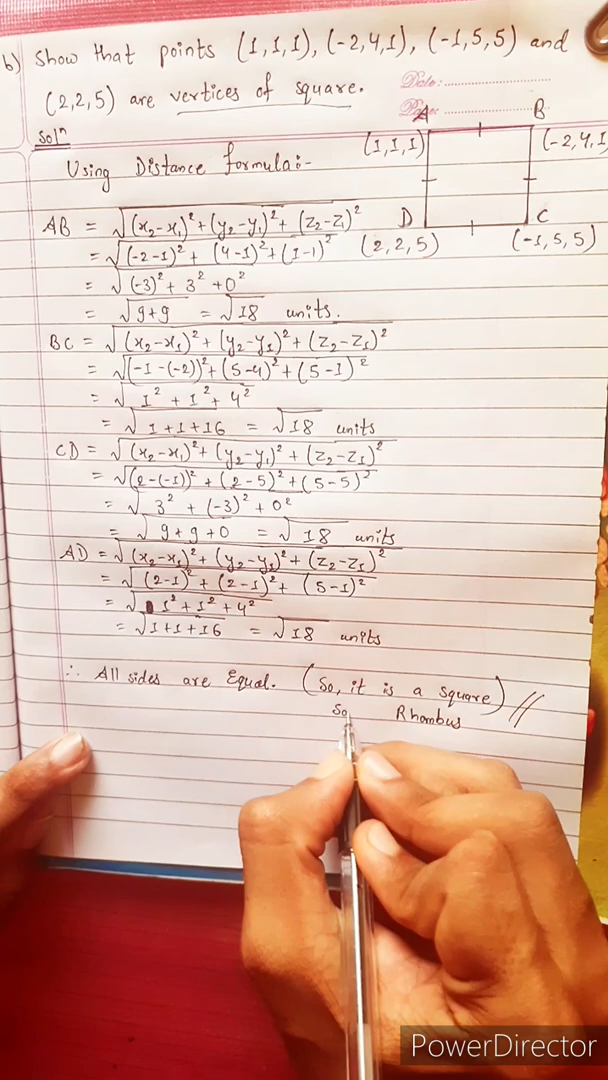 b) Show that points (1,1,1), (-2,4,1), (-1,5,5) and
(2,2,5) are vertices of square.
Date:
Page:
Solⁿ
Using Distance formula:-
A B
(1,1,1) (-2,4,1)
D C
(2,2,5) (-1,5,5)
AB = √(x₂-x₁)²+(y₂-y₁)²+(z₂-z₁)²
= √(-2-1)²+(4-1)²+(1-1)²
= √(-3)²+3²+0²
= √9+9 = √18 units.
BC = √(x₂-x₁)²+(y₂-y₁)²+(z₂-z₁)²
= √(-1-(-2))²+(5-4)²+(5-1)²
= √1²+1²+4²
= √1+1+16 = √18 units
CD = √(x₂-x₁)²+(y₂-y₁)²+(z₂-z₁)²
= √(2-(-1))²+(2-5)²+(5-5)²
= √3²+(-3)²+0²
= √9+9+0 = √18 units
AD = √(x₂-x₁)²+(y₂-y₁)²+(z₂-z₁)²
= √(2-1)²+(2-1)²+(5-1)²
= √1²+1²+4²
= √1+1+16 = √18 units
∴ All sides are Equal. (So, it is a square) //
So Rhombus
PowerDirector